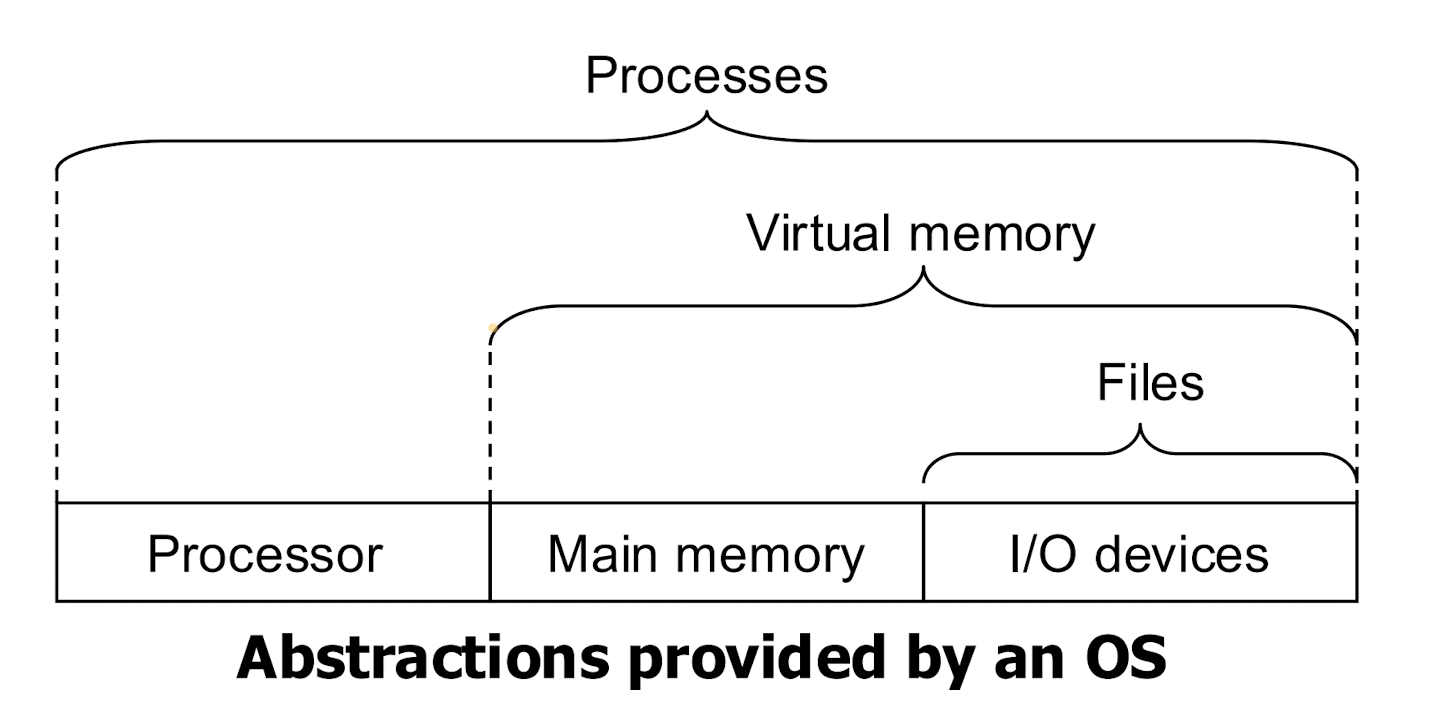 Processes
Virtual memory
Files
Processor
Main memory
I/O devices
Abstractions provided by an OS